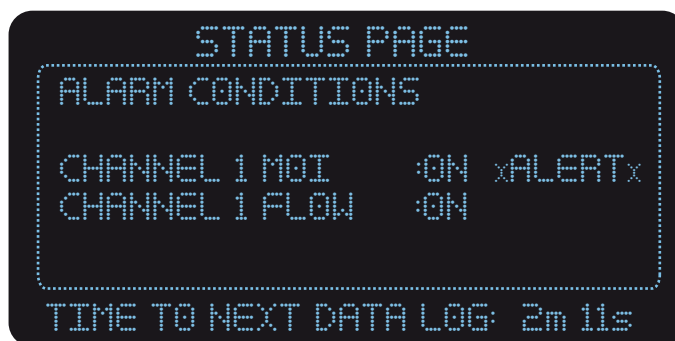 STATUS PAGE
ALARM CONDITIONS
CHANNEL 1 MOI :ON xALERTx
CHANNEL 1 FLOW :ON
TIME TO NEXT DATA LOG: 2m 11s